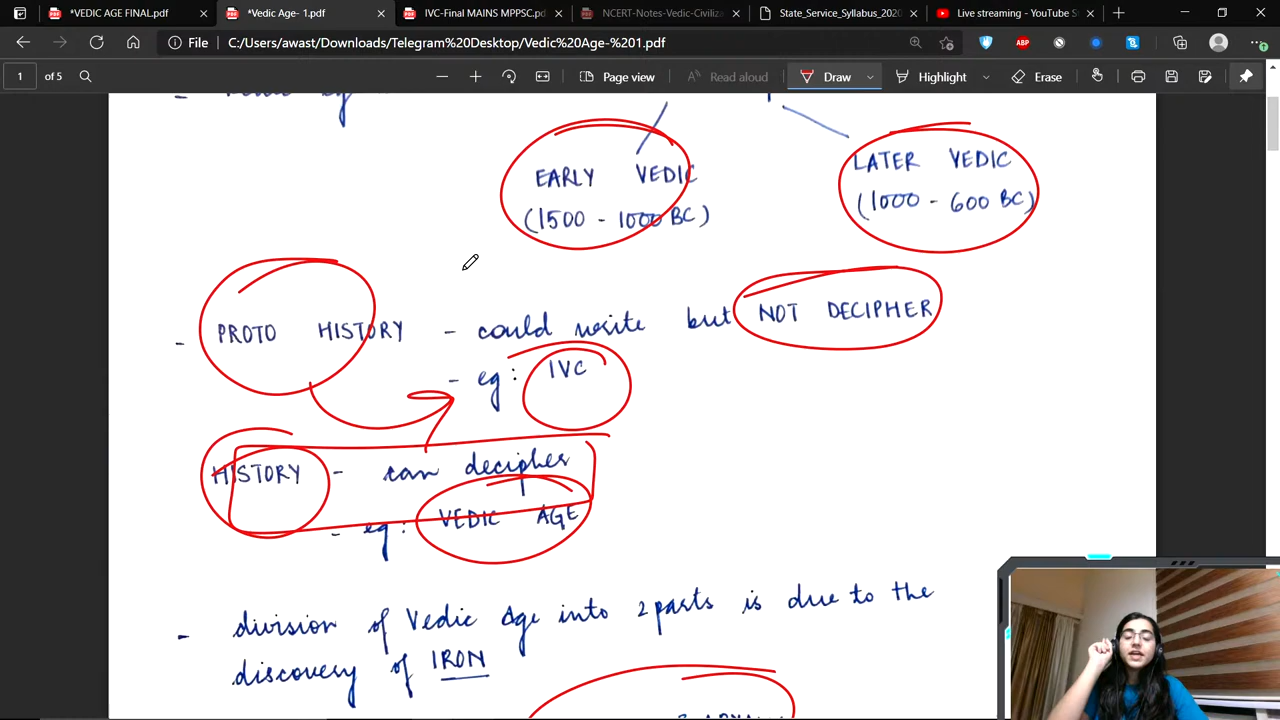 *VEDIC AGE FINAL.pdf
*Vedic Age- 1.pdf
IVC-Final MAINS MPPSC.pd
NCERT-Notes-Vedic-Civiliza
State_Service_Syllabus_2020
Live streaming - YouTube S
File C:/Users/awast/Downloads/Telegram%20Desktop/Vedic%20Age-%201.pdf
ABP
1 of 5
Page view
Read aloud
Draw
Highlight
Erase
EARLY VEDIC
(1500 - 1000 BC)
LATER VEDIC
(1000 - 600 BC)
- PROTO HISTORY - could write but NOT DECIPHER
- eg: IVC
HISTORY - can decipher
- eg: VEDIC AGE
- division of Vedic Age into 2 parts is due to the
discovery of IRON